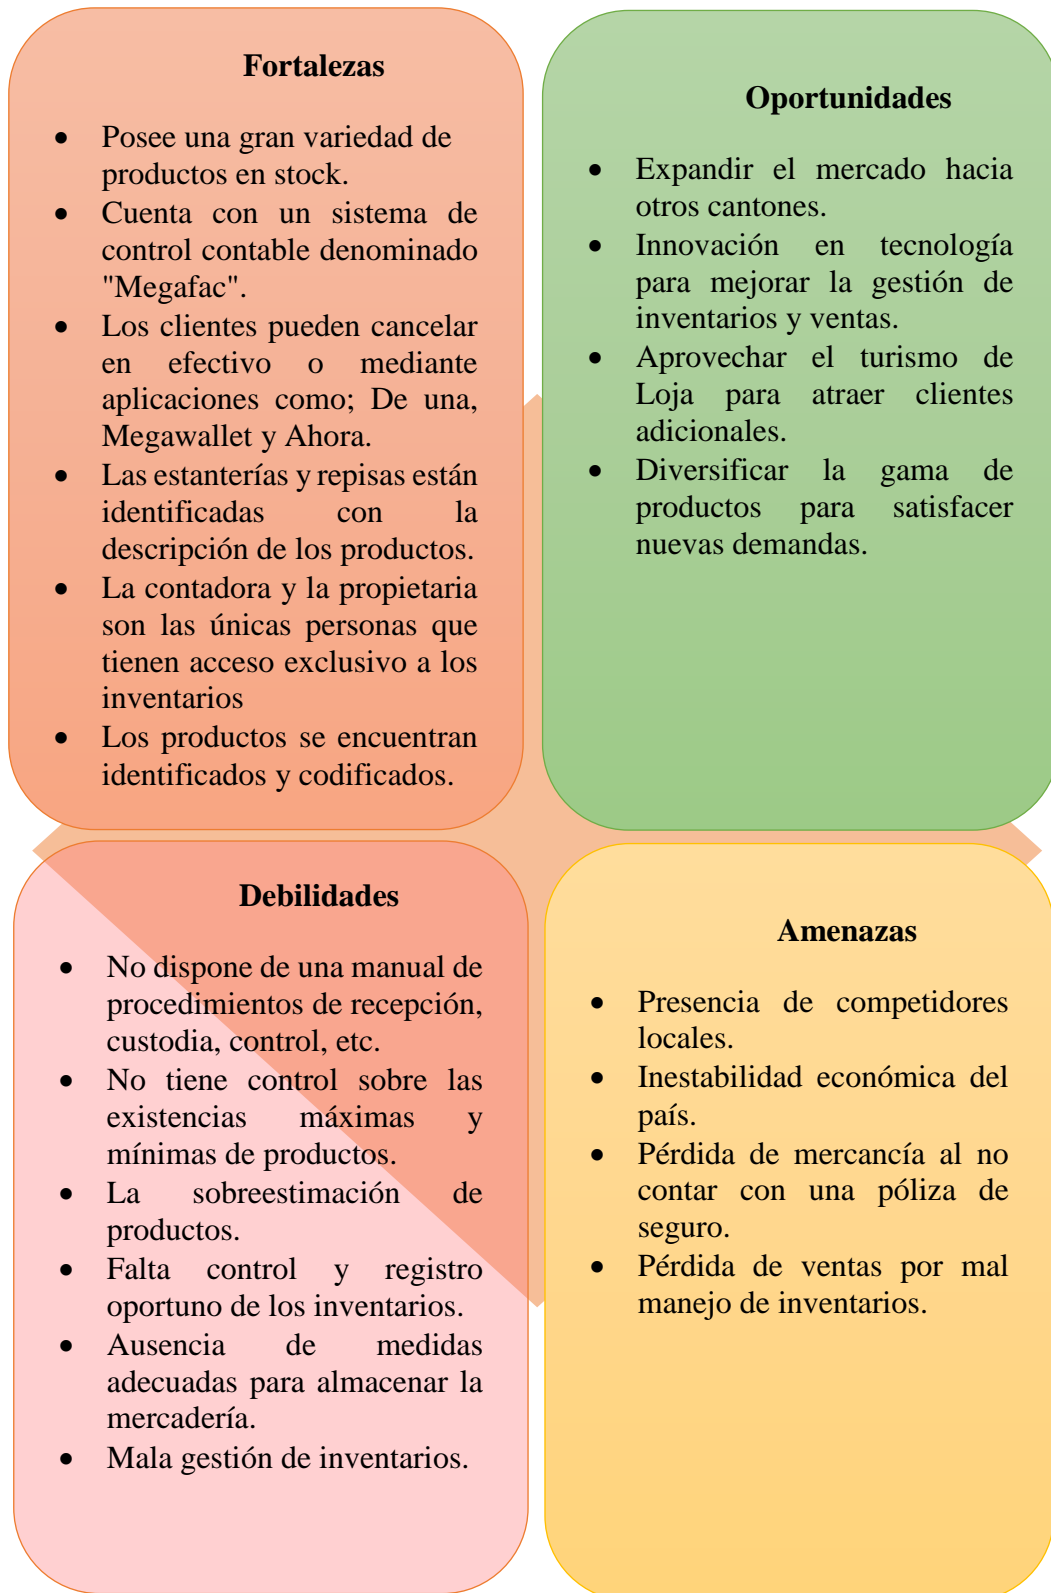 Fortalezas
• Posee una gran variedad de
productos en stock.
• Cuenta con un sistema de
control contable denominado
"Megafac".
• Los clientes pueden cancelar
en efectivo o mediante
aplicaciones como; De una,
Megawallet y Ahora.
• Las estanterías y repisas están
identificadas con la
descripción de los productos.
• La contadora y la propietaria
son las únicas personas que
tienen acceso exclusivo a los
inventarios
• Los productos se encuentran
identificados y codificados.
Oportunidades
• Expandir el mercado hacia
otros cantones.
• Innovación en tecnología
para mejorar la gestión de
inventarios y ventas.
• Aprovechar el turismo de
Loja para atraer clientes
adicionales.
• Diversificar la gama de
productos para satisfacer
nuevas demandas.
Debilidades
• No dispone de una manual de
procedimientos de recepción,
custodia, control, etc.
• No tiene control sobre las
existencias máximas y
mínimas de productos.
• La sobreestimación de
productos.
• Falta control y registro
oportuno de los inventarios.
• Ausencia de medidas
adecuadas para almacenar la
mercadería.
• Mala gestión de inventarios.
Amenazas
• Presencia de competidores
locales.
• Inestabilidad económica del
país.
• Pérdida de mercancía al no
contar con una póliza de
seguro.
• Pérdida de ventas por mal
manejo de inventarios.